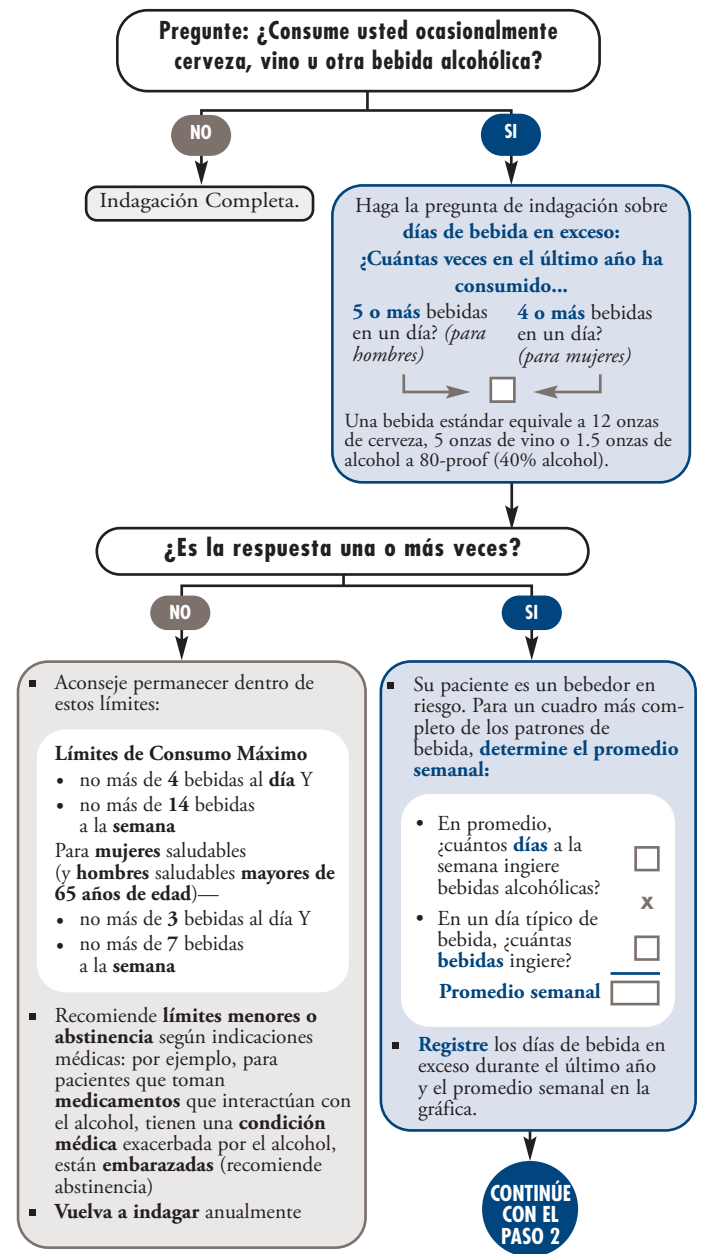 Pregunte: ¿Consume usted ocasionalmente
cerveza, vino u otra bebida alcohólica?
NO
SI
Indagación Completa.
Haga la pregunta de indagación sobre
días de bebida en exceso:
¿Cuántas veces en el último año ha
consumido...
5 o más bebidas
en un día? (para
hombres)
4 o más bebidas
en un día?
(para mujeres)
Una bebida estándar equivale a 12 onzas
de cerveza, 5 onzas de vino o 1.5 onzas de
alcohol a 80-proof (40% alcohol).
¿Es la respuesta una o más veces?
NO
SI
▪ Aconseje permanecer dentro de
estos límites:
Límites de Consumo Máximo
• no más de 4 bebidas al día Y
• no más de 14 bebidas
a la semana
Para mujeres saludables
(y hombres saludables mayores de
65 años de edad)—
• no más de 3 bebidas al día Y
• no más de 7 bebidas
a la semana
▪ Recomiende límites menores o
abstinencia según indicaciones
médicas: por ejemplo, para
pacientes que toman
medicamentos que interactúan con
el alcohol, tienen una condición
médica exacerbada por el alcohol,
están embarazadas (recomiende
abstinencia)
▪ Vuelva a indagar anualmente
▪ Su paciente es un bebedor en
riesgo. Para un cuadro más com-
pleto de los patrones de
bebida, determine el promedio
semanal:
• En promedio,
¿cuántos días a la
semana ingiere
bebidas alcohólicas?
x
• En un día típico de
bebida, ¿cuántas
bebidas ingiere?
Promedio semanal
▪ Registre los días de bebida en
exceso durante el último año
y el promedio semanal en la
gráfica.
CONTINÚE
CON EL
PASO 2